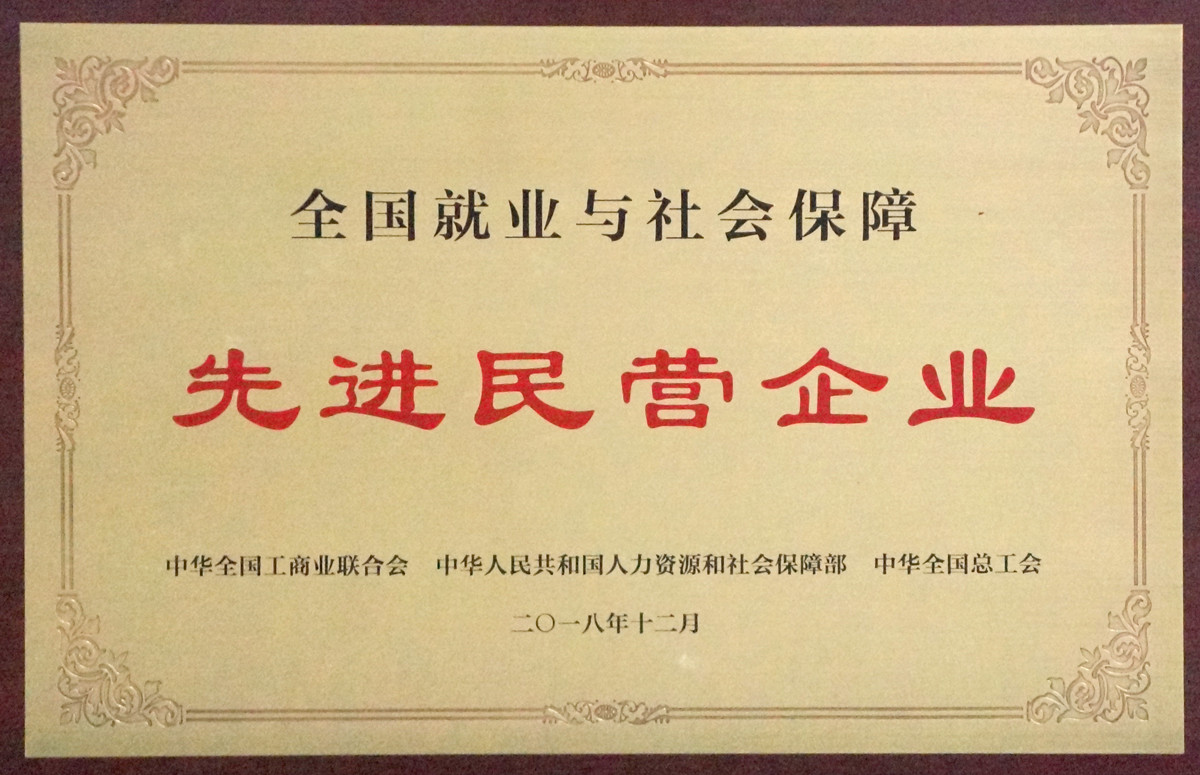 全国就业与社会保障
先进民营企业
中华全国工商业联合会 中华人民共和国人力资源和社会保障部 中华全国总工会
二〇一八年十二月